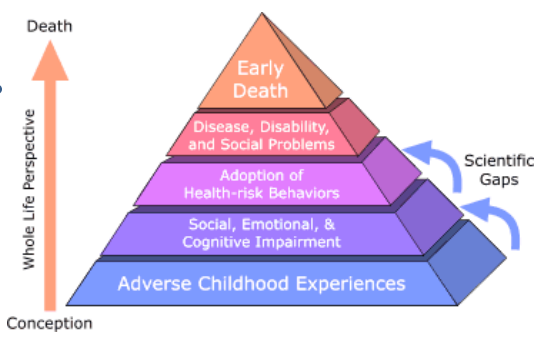 Death
Whole Life Perspective
Conception
Early
Death
Disease, Disability,
and Social Problems
Adoption of
Health-risk Behaviors
Social, Emotional, &
Cognitive Impairment
Adverse Childhood Experiences
Scientific
Gaps